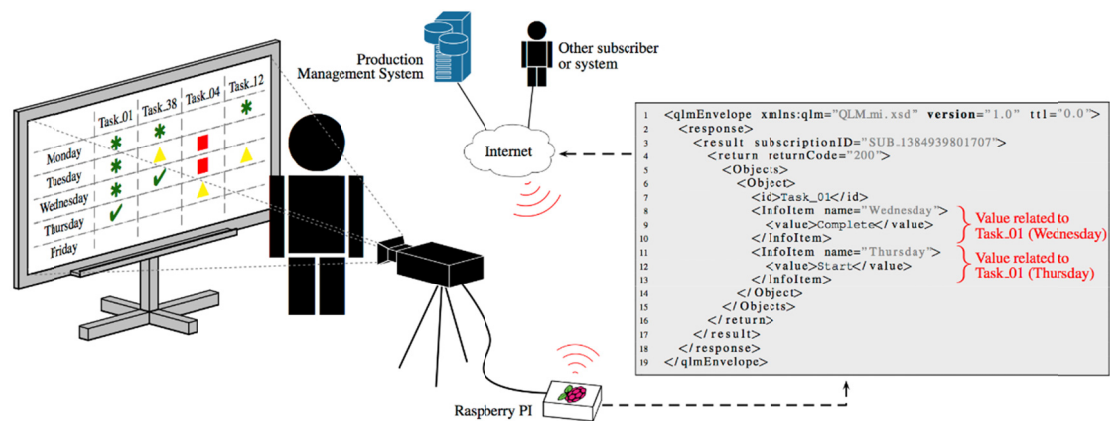 Production
Management System
Other subscriber
or system
Internet
Task_01 Task_38 Task_04 Task_12
Monday
Tuesday
Wednesday
Thursday
Friday
Raspberry PI
1 <qlmEnvelope xmlns:qlm="QLM_mi.xsd" version="1.0" ttl="0.0">
2 <response>
3 <result subscriptionID="SUB_1384939801707">
4 <return returnCode="200">
5 <Objects>
6 <Object>
7 <id>Task_01</id>
8 <InfoItem name="Wednesday">
9 <value>Complete</value>
10 </InfoItem>
11 <InfoItem name="Thursday">
12 <value>Start</value>
13 </InfoItem>
14 </Object>
15 </Objects>
16 </return>
17 </result>
18 </response>
19 </qlmEnvelope>
Value related to
Task_01 (Wednesday)
Value related to
Task_01 (Thursday)